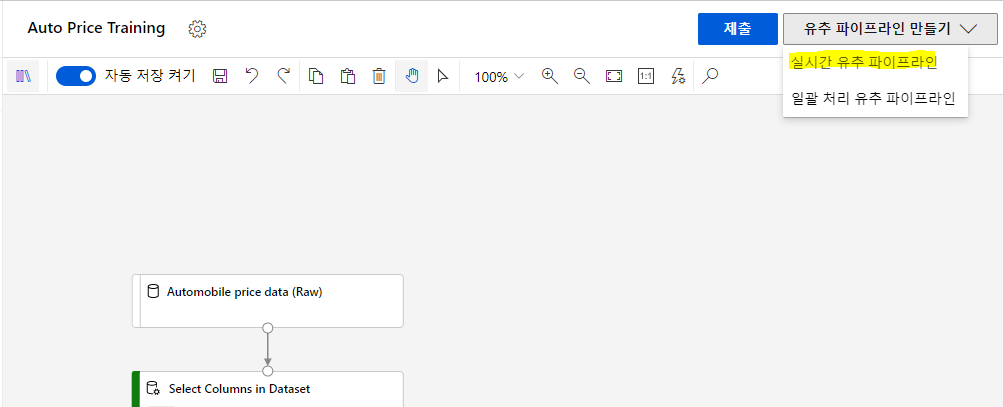 Auto Price Training
제출
유추 파이프라인 만들기
실시간 유추 파이프라인
일괄 처리 유추 파이프라인
자동 저장 켜기
100%
1:1
Automobile price data (Raw)
Select Columns in Dataset